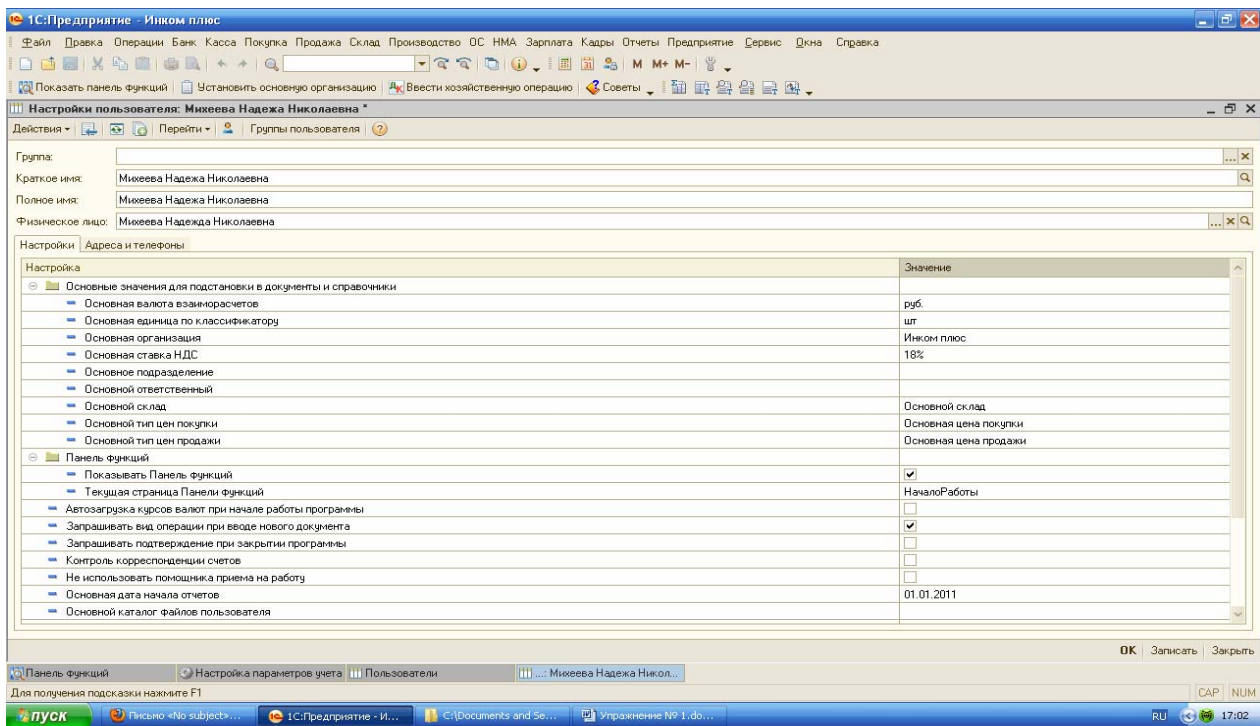 1С:Предприятие - Инком плюс
Файл Правка Операции Банк Касса Покупка Продажа Склад Производство ОС НМА Зарплата Кадры Отчеты Предприятие Сервис Окна Справка
M M+ M-
Показать панель функций Установить основную организацию Ввести хозяйственную операцию Советы
Настройки пользователя: Михеева Надежа Николаевна *
Действия Перейти Группы пользователя
Группа:
Краткое имя: Михеева Надежа Николаевна
Полное имя: Михеева Надежа Николаевна
Физическое лицо: Михеева Надежда Николаевна
Настройки Адреса и телефоны
Настройка Значение
Основные значения для подстановки в документы и справочники
Основная валюта взаиморасчетов руб.
Основная единица по классификатору шт
Основная организация Инком плюс
Основная ставка НДС 18%
Основное подразделение
Основной ответственный
Основной склад Основной склад
Основной тип цен покупки Основная цена покупки
Основной тип цен продажи Основная цена продажи
Панель функций
Показывать Панель функций
Текущая страница Панели функций НачалоРаботы
Автозагрузка курсов валют при начале работы программы
Запрашивать вид операции при вводе нового документа
Запрашивать подтверждение при закрытии программы
Контроль корреспонденции счетов
Не использовать помощника приема на работу
Основная дата начала отчетов 01.01.2011
Основной каталог файлов пользователя
OK Записать Закрыть
Панель функций Настройка параметров учета Пользователи ...: Михеева Надежа Никол...
Для получения подсказки нажмите F1 CAP NUM
пуск Письмо «No subject»... 1С:Предприятие - И... C:\Documents and Se... Упражнение № 1.do... RU 17:02